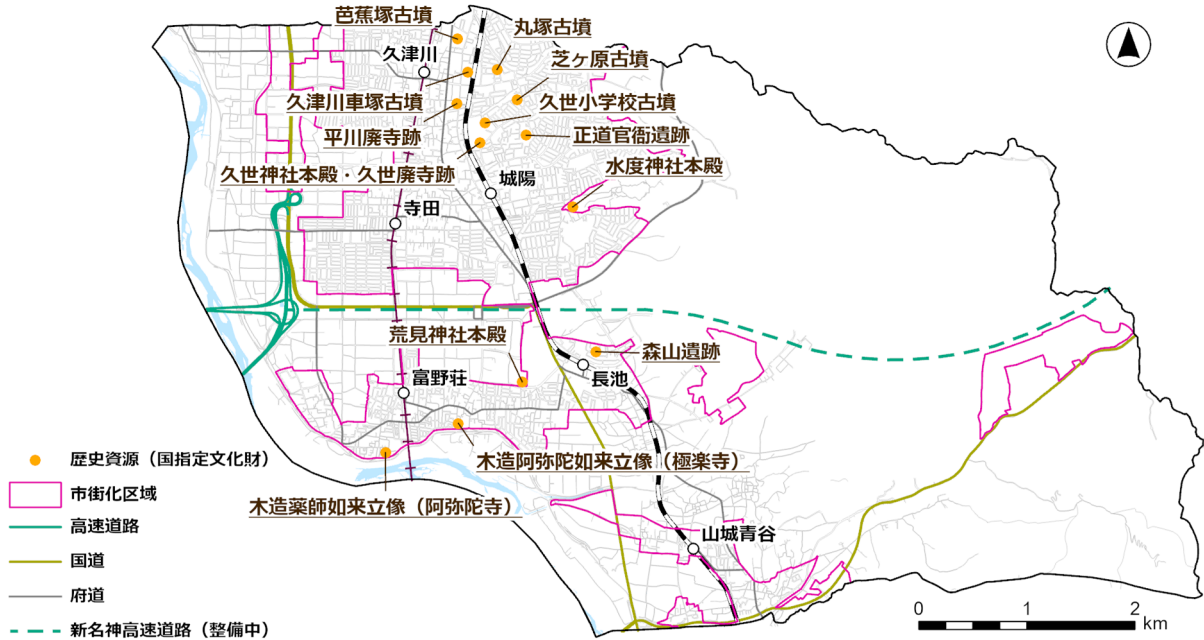 芭蕉塚古墳
丸塚古墳
久津川
芝ヶ原古墳
久津川車塚古墳
久世小学校古墳
平川廃寺跡
正道官衙遺跡
水度神社本殿
久世神社本殿・久世廃寺跡
城陽
寺田
荒見神社本殿
森山遺跡
富野荘
長池
歴史資源（国指定文化財）
木造阿弥陀如来立像（極楽寺）
市街化区域
木造薬師如来立像（阿弥陀寺）
高速道路
山城青谷
国道
府道
新名神高速道路（整備中）
0 1 2
km